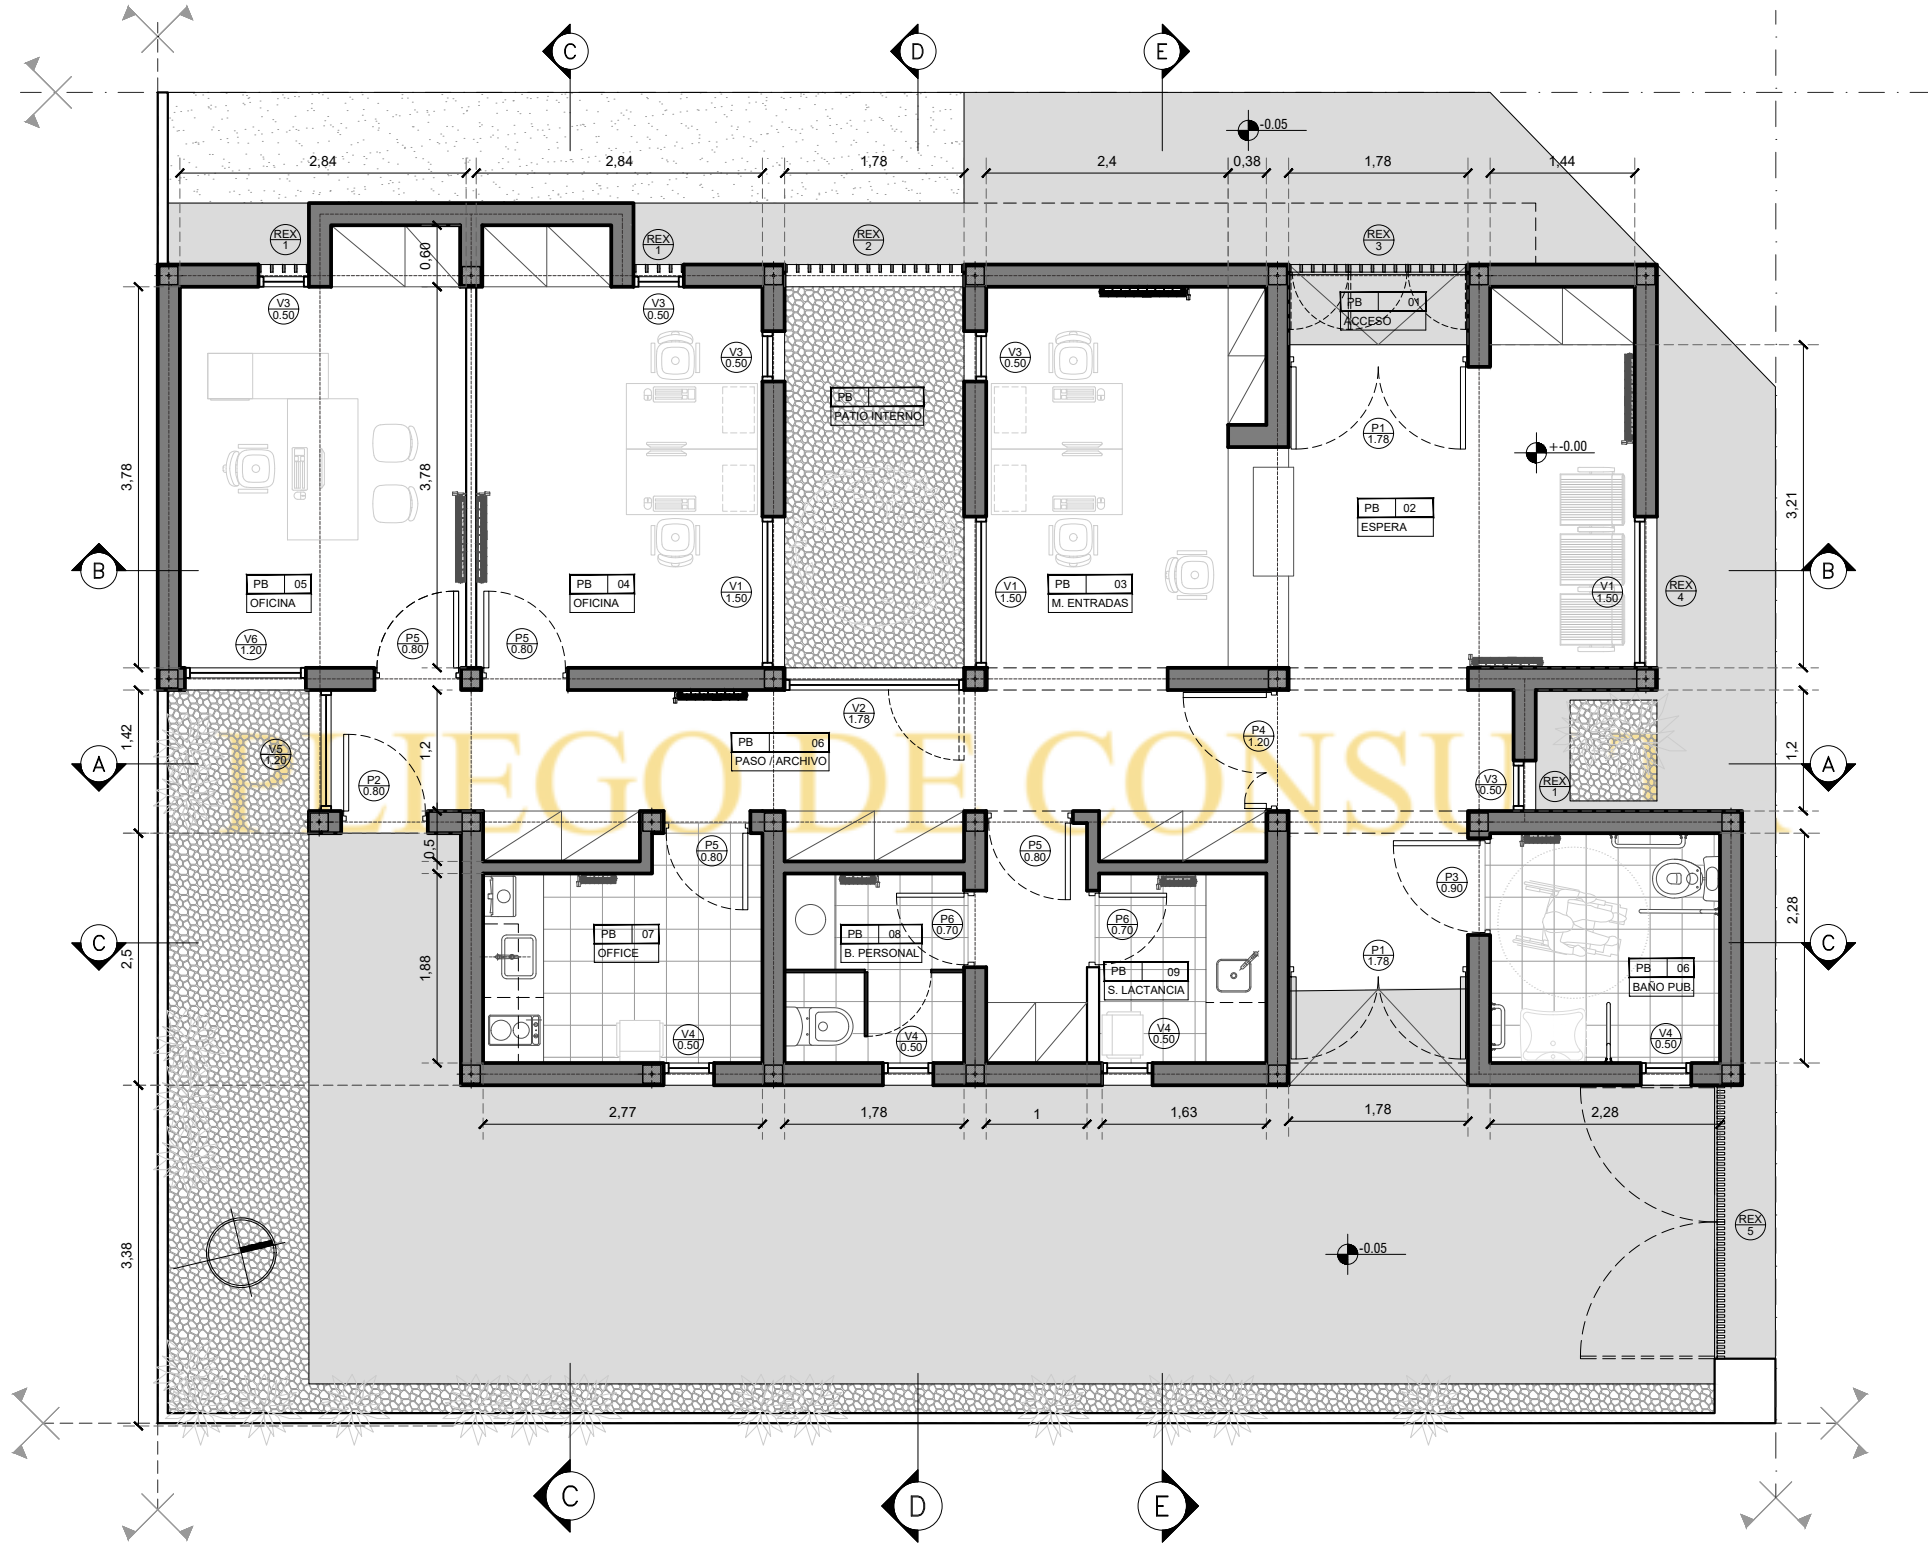 C
D
E
-0.05
2,84
2,84
1,78
2,4
0,38
1,78
1,44
REX
1
REX
1
REX
2
REX
3
0,60
V3
0.50
V3
0.50
V3
0.50
V3
0.50
PB 01
ACCESO
PB
PATIO INTERNO
P1
1.78
+-0.00
3,78
3,78
3,21
PB 02
ESPERA
B
PB 05
OFICINA
PB 04
OFICINA
V1
1.50
V1
1.50
PB 03
M. ENTRADAS
V1
1.50
REX
4
B
V6
1.20
P5
0.80
P5
0.80
1,42
1,2
V2
1.78
P4
1.20
1,2
PLIEGO DE CONSUL
A
V5
1.20
P2
0.80
PB 06
PASO / ARCHIVO
V3
0.50
REX
1
A
0,5
P5
0.80
P5
0.80
P3
0.90
C
2,5
1,88
PB 07
OFFICE
PB 08
B. PERSONAL
P6
0.70
P6
0.70
PB 09
S. LACTANCIA
P1
1.78
PB 06
BAÑO PUB.
2,28
C
V4
0.50
V4
0.50
V4
0.50
V4
0.50
2,77
1,78
1
1,63
1,78
2,28
3,38
-0.05
REX
5
C
D
E